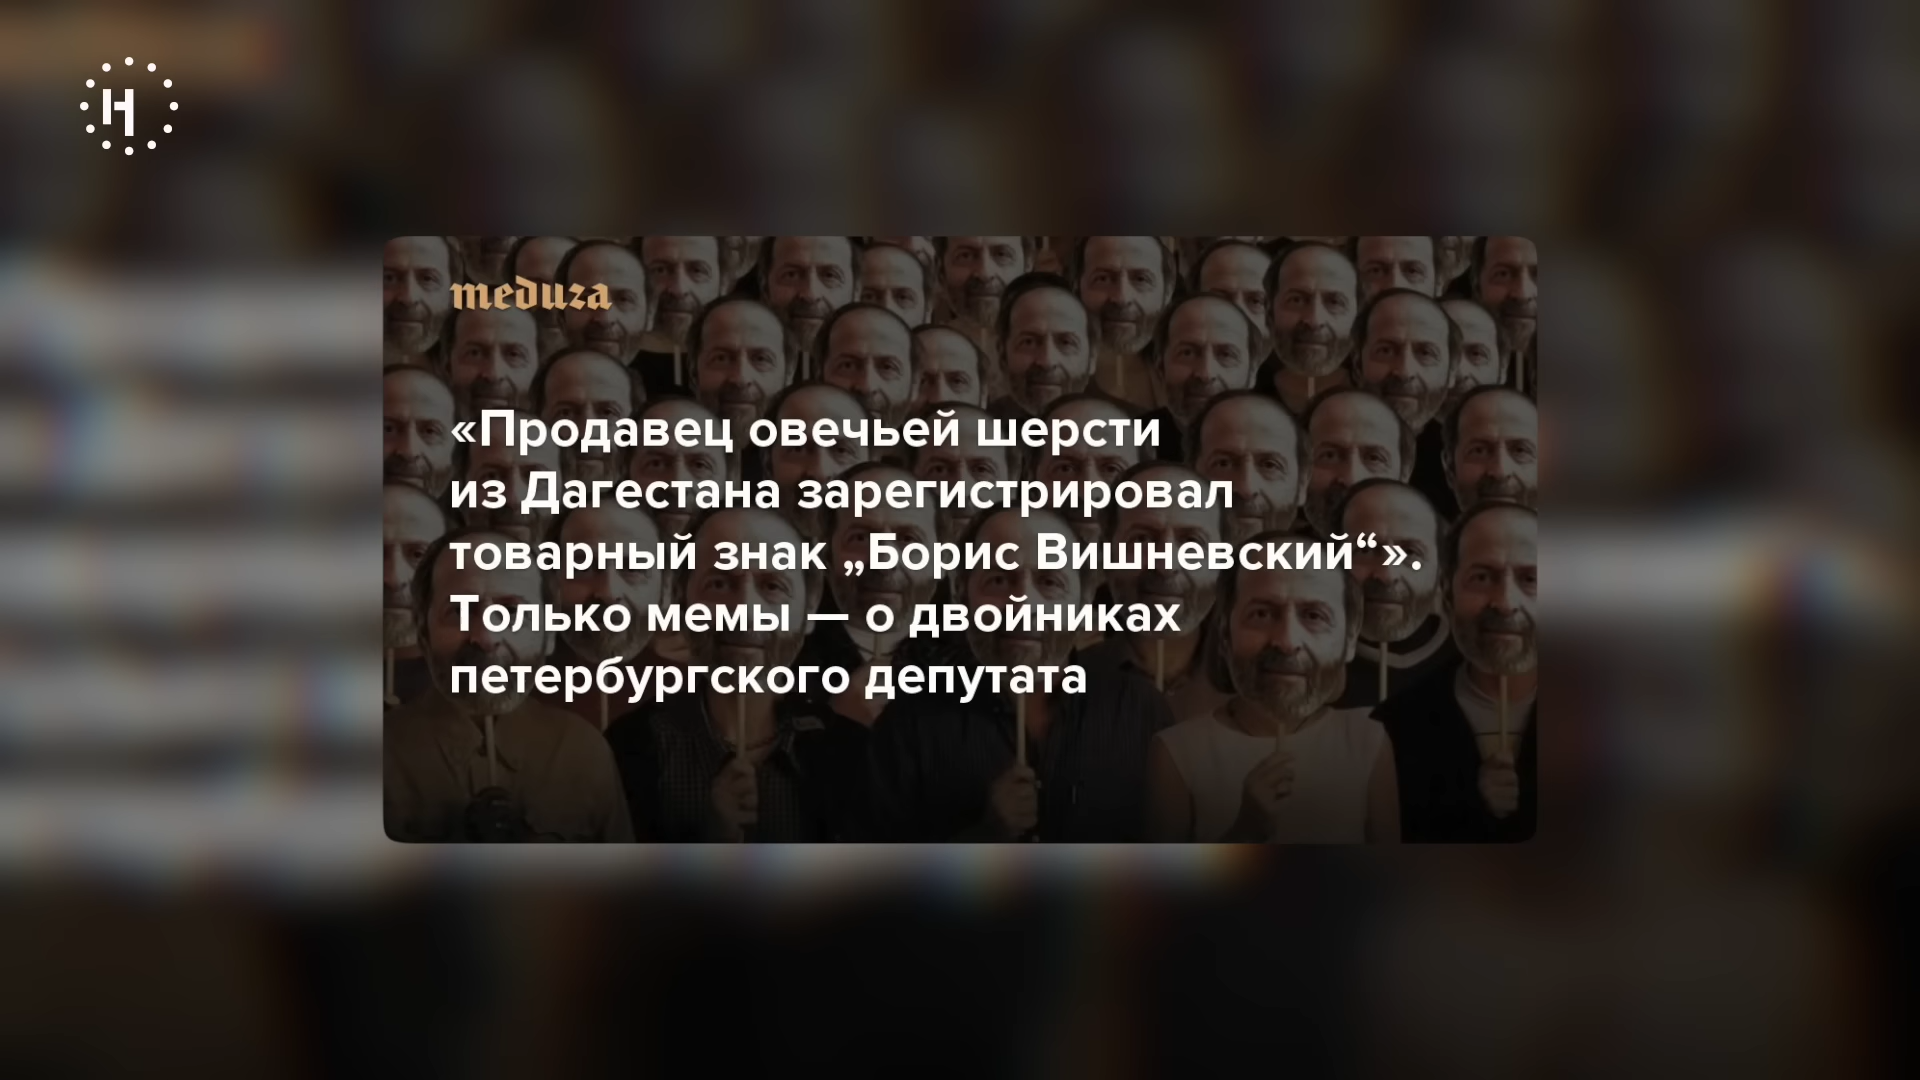 Н
meduza
«Продавец овечьей шерсти
из Дагестана зарегистрировал
товарный знак „Борис Вишневский“».
Только мемы — о двойниках
петербургского депутата